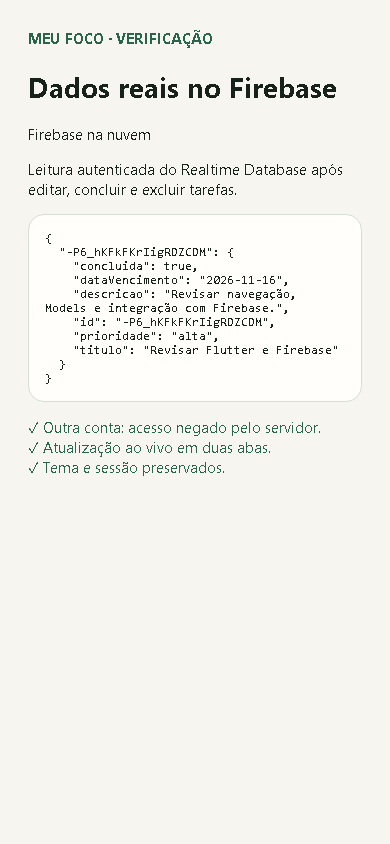 MEU FOCO · VERIFICAÇÃO
Dados reais no Firebase
Firebase na nuvem
Leitura autenticada do Realtime Database após
editar, concluir e excluir tarefas.
{
  "-P6_hKFkFKrIigRDZCDM": {
    "concluida": true,
    "dataVencimento": "2026-11-16",
    "descricao": "Revisar navegação,
Models e integração com Firebase.",
    "id": "-P6_hKFkFKrIigRDZCDM",
    "prioridade": "alta",
    "titulo": "Revisar Flutter e Firebase"
  }
}
✓ Outra conta: acesso negado pelo servidor.
✓ Atualização ao vivo em duas abas.
✓ Tema e sessão preservados.